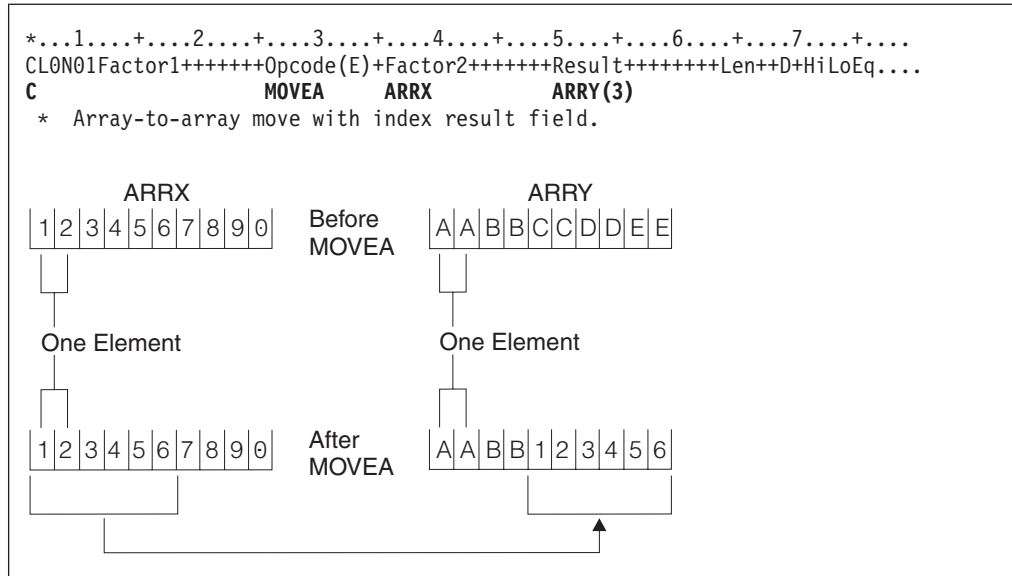 *...1....+....2....+....3....+....4....+....5....+....6....+....7....+....
CL0N01Factor1+++++++Opcode(E)+Factor2+++++++Result++++++++Len++D+HiLoEq....
C                   MOVEA     ARRX          ARRY(3)
 *  Array-to-array move with index result field.
ARRX ARRY
1 2 3 4 5 6 7 8 9 0 Before A A B B C C D D E E
MOVEA
One Element One Element
1 2 3 4 5 6 7 8 9 0 After A A B B 1 2 3 4 5 6
MOVEA